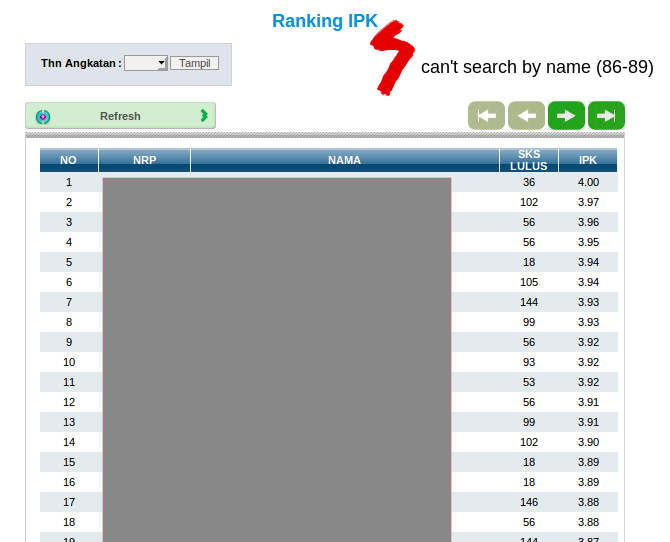 Ranking IPK
Thn Angkatan : Tampil
can't search by name (86-89)
Refresh
NO NRP NAMA SKS LULUS IPK
1 36 4.00
2 102 3.97
3 56 3.96
4 56 3.95
5 18 3.94
6 105 3.94
7 144 3.93
8 99 3.93
9 56 3.92
10 93 3.92
11 53 3.92
12 56 3.91
13 99 3.91
14 102 3.90
15 18 3.89
16 18 3.89
17 146 3.88
18 56 3.88
19 144 3.87